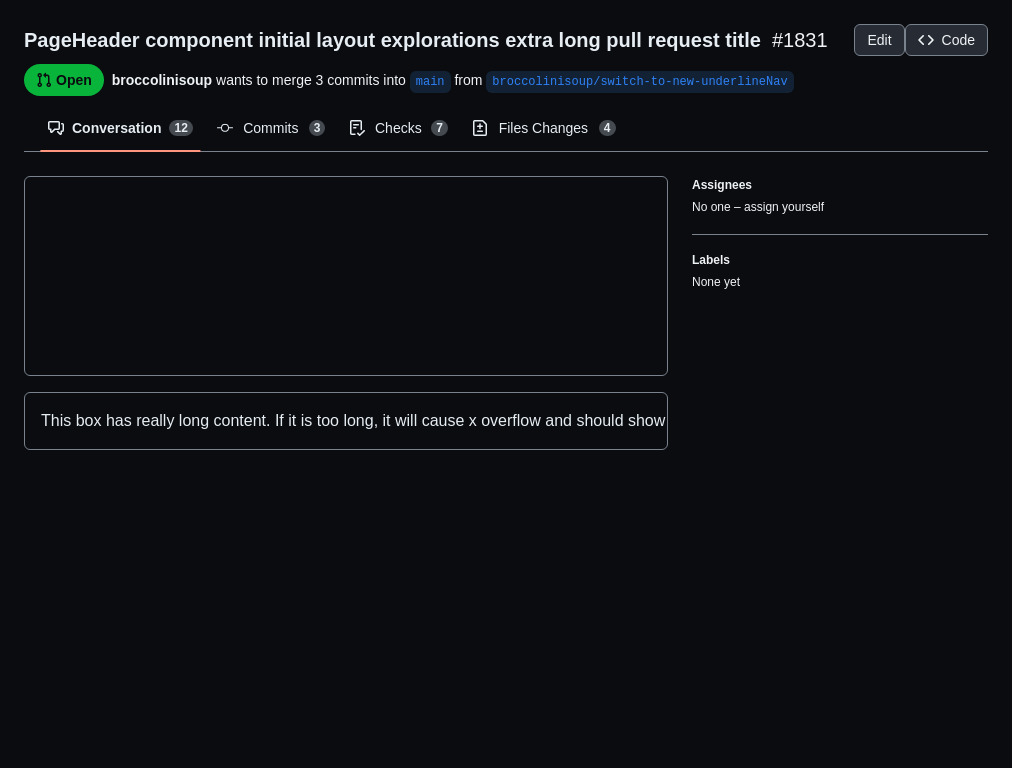 PageHeader component initial layout explorations extra long pull request title #1831
Edit
Code
Open
broccolinisoup wants to merge 3 commits into main from broccolinisoup/switch-to-new-underlineNav
Conversation 12
Commits 3
Checks 7
Files Changes 4
Assignees
No one – assign yourself
Labels
None yet
This box has really long content. If it is too long, it will cause x overflow and should show